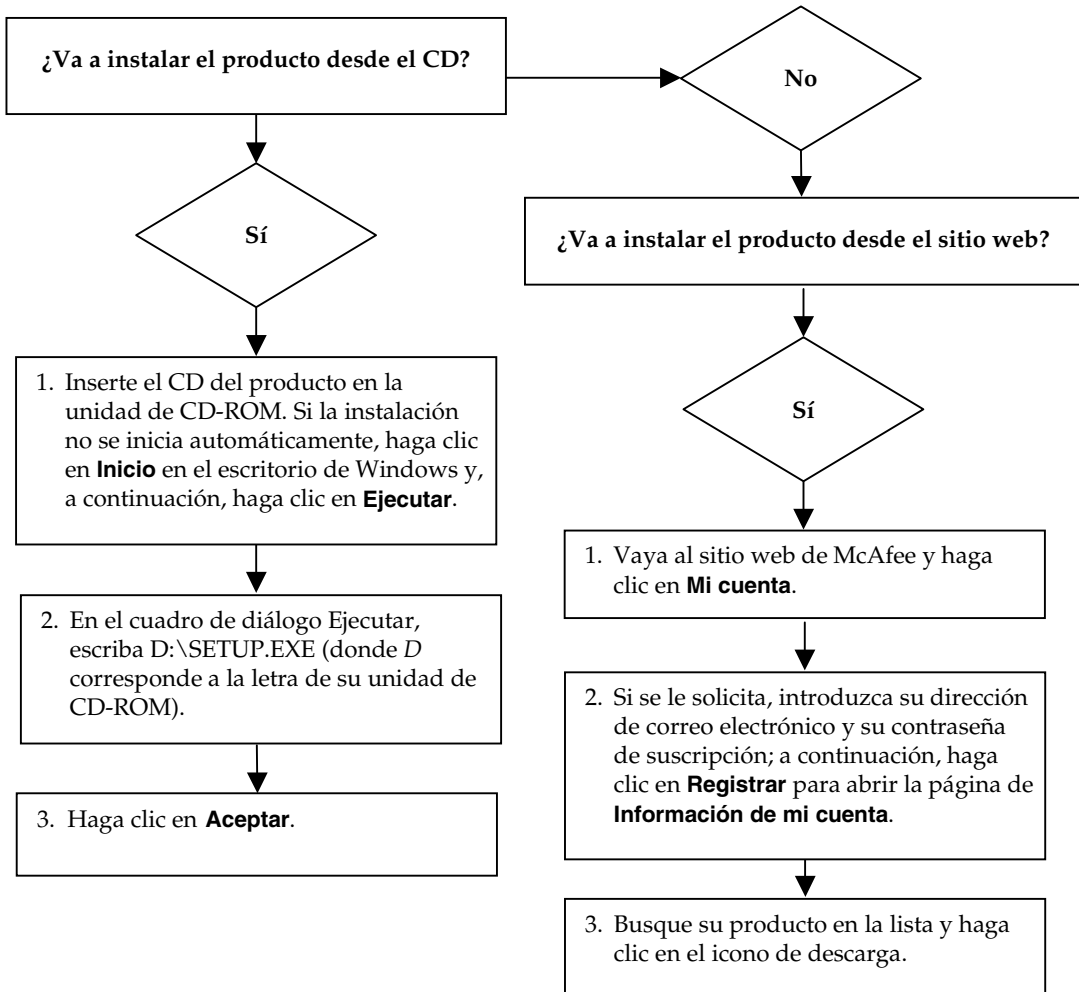 ¿Va a instalar el producto desde el CD?
No
Sí
¿Va a instalar el producto desde el sitio web?
Sí
1. Inserte el CD del producto en la
unidad de CD-ROM. Si la instalación
no se inicia automáticamente, haga clic
en Inicio en el escritorio de Windows y,
a continuación, haga clic en Ejecutar.
2. En el cuadro de diálogo Ejecutar,
escriba D:\SETUP.EXE (donde D
corresponde a la letra de su unidad de
CD-ROM).
3. Haga clic en Aceptar.
1. Vaya al sitio web de McAfee y haga
clic en Mi cuenta.
2. Si se le solicita, introduzca su dirección
de correo electrónico y su contraseña
de suscripción; a continuación, haga
clic en Registrar para abrir la página de
Información de mi cuenta.
3. Busque su producto en la lista y haga
clic en el icono de descarga.